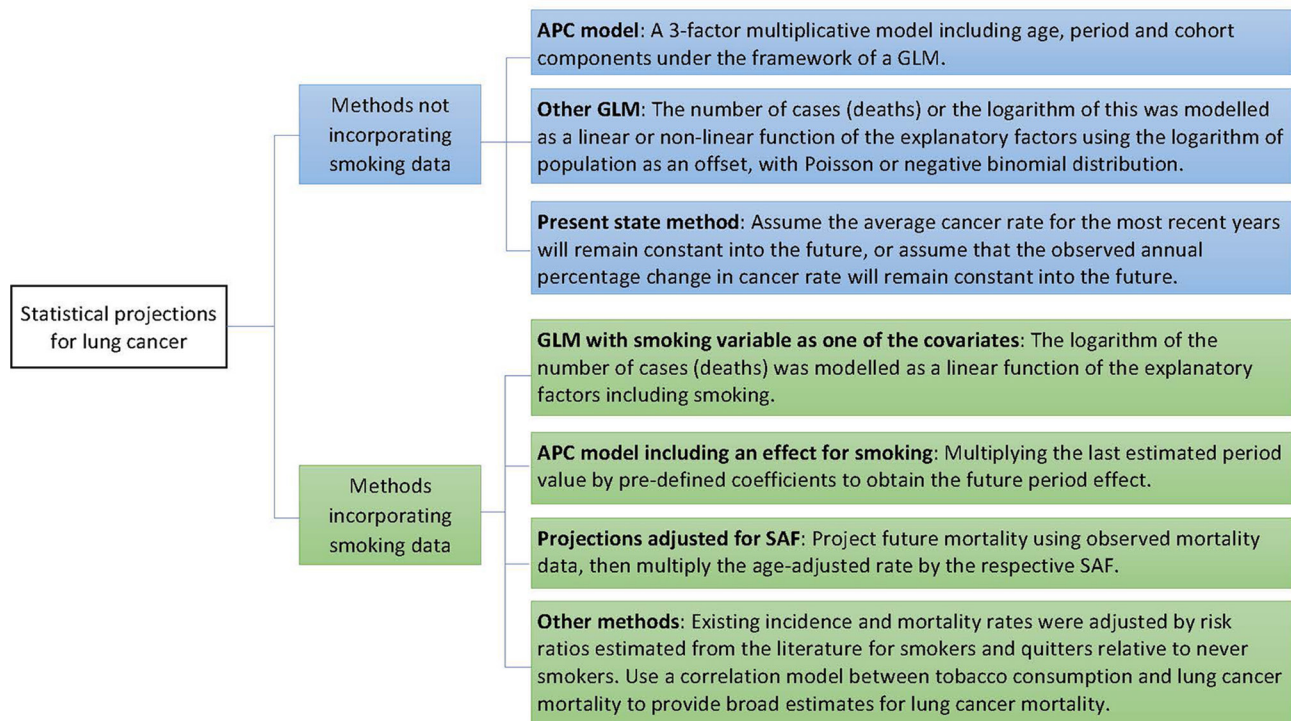 Statistical projections
for lung cancer
Methods not
incorporating
smoking data
APC model: A 3-factor multiplicative model including age, period and cohort
components under the framework of a GLM.
Other GLM: The number of cases (deaths) or the logarithm of this was modelled
as a linear or non-linear function of the explanatory factors using the logarithm of
population as an offset, with Poisson or negative binomial distribution.
Present state method: Assume the average cancer rate for the most recent years
will remain constant into the future, or assume that the observed annual
percentage change in cancer rate will remain constant into the future.
Methods
incorporating
smoking data
GLM with smoking variable as one of the covariates: The logarithm of the
number of cases (deaths) was modelled as a linear function of the explanatory
factors including smoking.
APC model including an effect for smoking: Multiplying the last estimated period
value by pre-defined coefficients to obtain the future period effect.
Projections adjusted for SAF: Project future mortality using observed mortality
data, then multiply the age-adjusted rate by the respective SAF.
Other methods: Existing incidence and mortality rates were adjusted by risk
ratios estimated from the literature for smokers and quitters relative to never
smokers. Use a correlation model between tobacco consumption and lung cancer
mortality to provide broad estimates for lung cancer mortality.